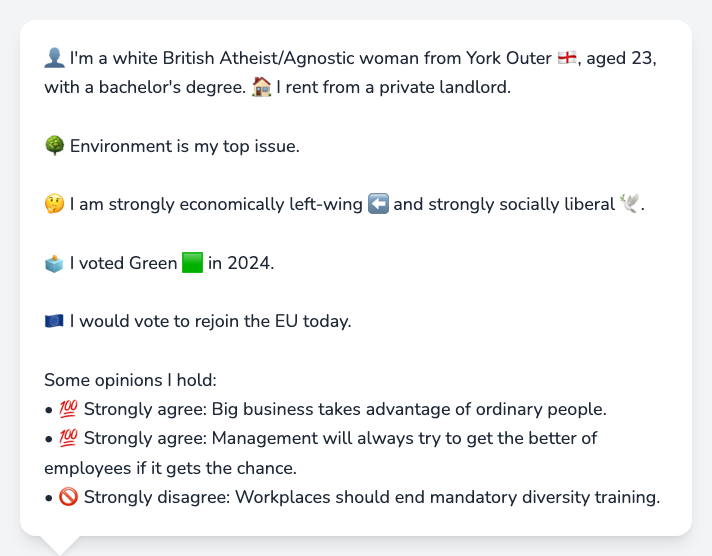 👤 I'm a white British Atheist/Agnostic woman from York Outer 🏴󠁧󠁢󠁥󠁮󠁧󠁿, aged 23,
with a bachelor's degree. 🏠 I rent from a private landlord.
🌳 Environment is my top issue.
🤔 I am strongly economically left-wing ⬅️ and strongly socially liberal 🕊️.
🗳️ I voted Green 🟩 in 2024.
🇪🇺 I would vote to rejoin the EU today.
Some opinions I hold:
• 💯 Strongly agree: Big business takes advantage of ordinary people.
• 💯 Strongly agree: Management will always try to get the better of
employees if it gets the chance.
• 🚫 Strongly disagree: Workplaces should end mandatory diversity training.